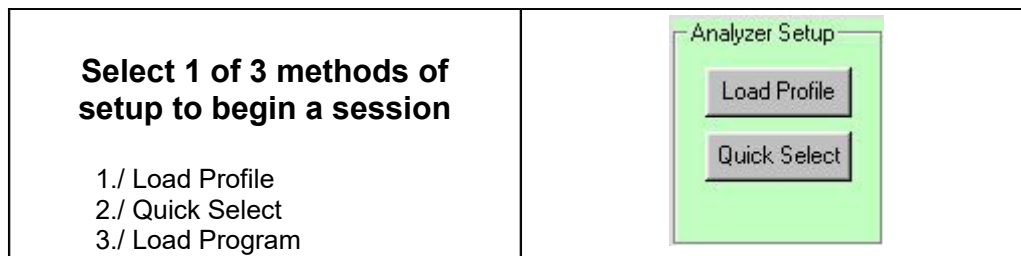 Select 1 of 3 methods of
setup to begin a session
1./ Load Profile
2./ Quick Select
3./ Load Program
Analyzer Setup
Load Profile
Quick Select